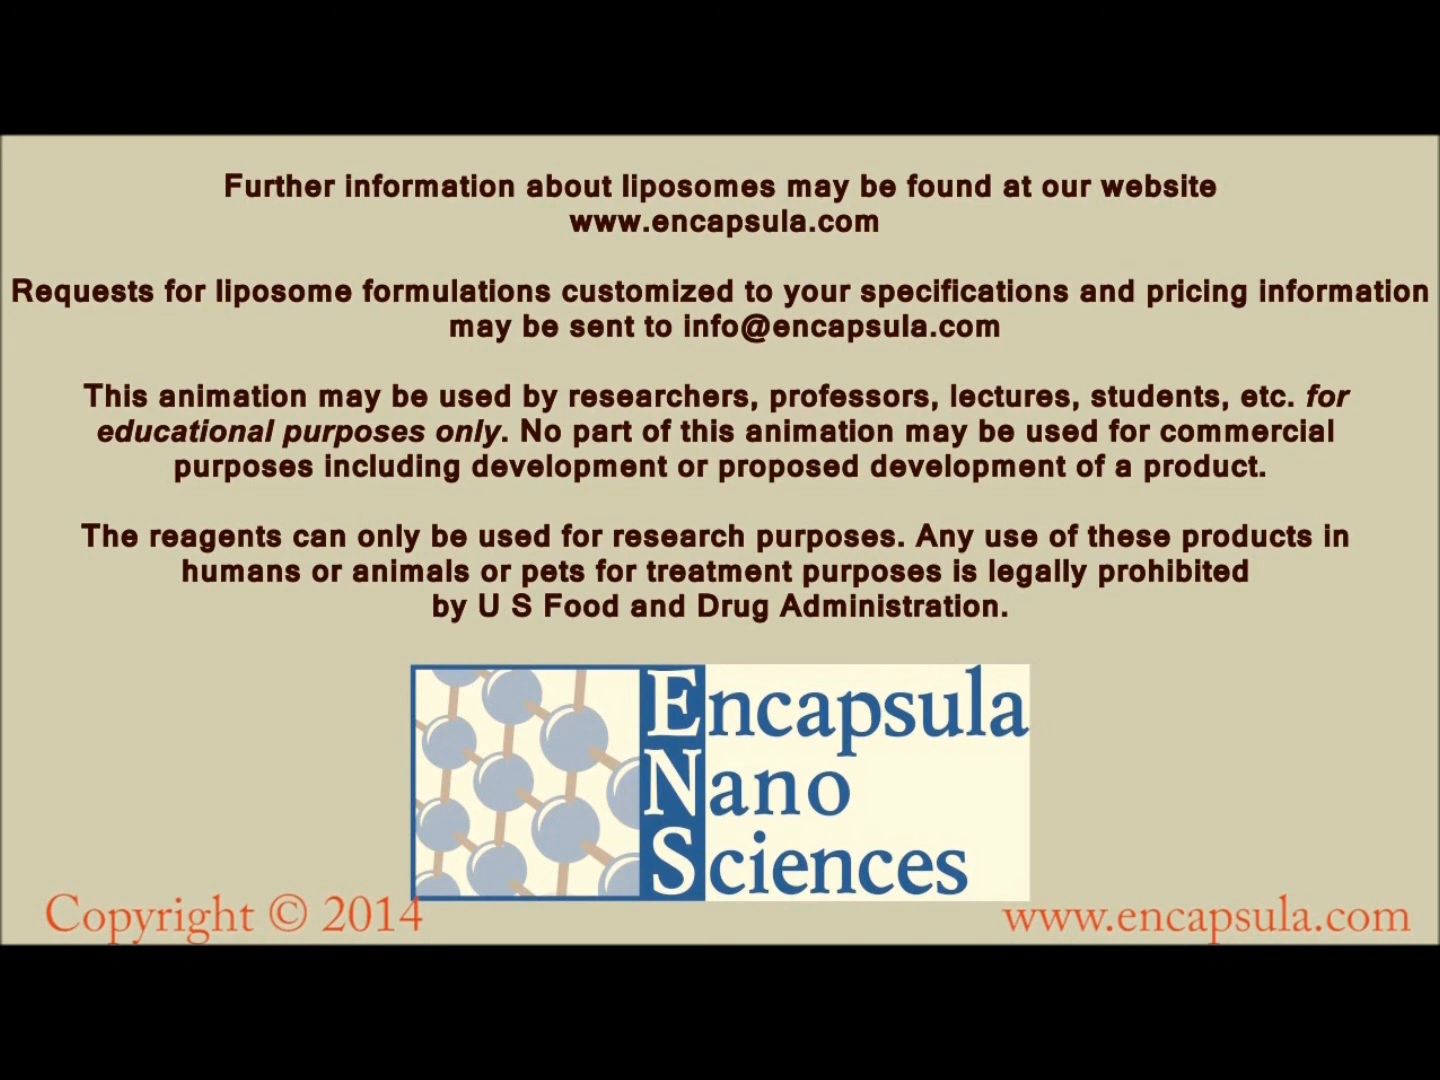 Further information about liposomes may be found at our website
www.encapsula.com
Requests for liposome formulations customized to your specifications and pricing information
may be sent to info@encapsula.com
This animation may be used by researchers, professors, lectures, students, etc. for
educational purposes only. No part of this animation may be used for commercial
purposes including development or proposed development of a product.
The reagents can only be used for research purposes. Any use of these products in
humans or animals or pets for treatment purposes is legally prohibited
by U S Food and Drug Administration.
Encapsula
Nano
Sciences
Copyright © 2014
www.encapsula.com